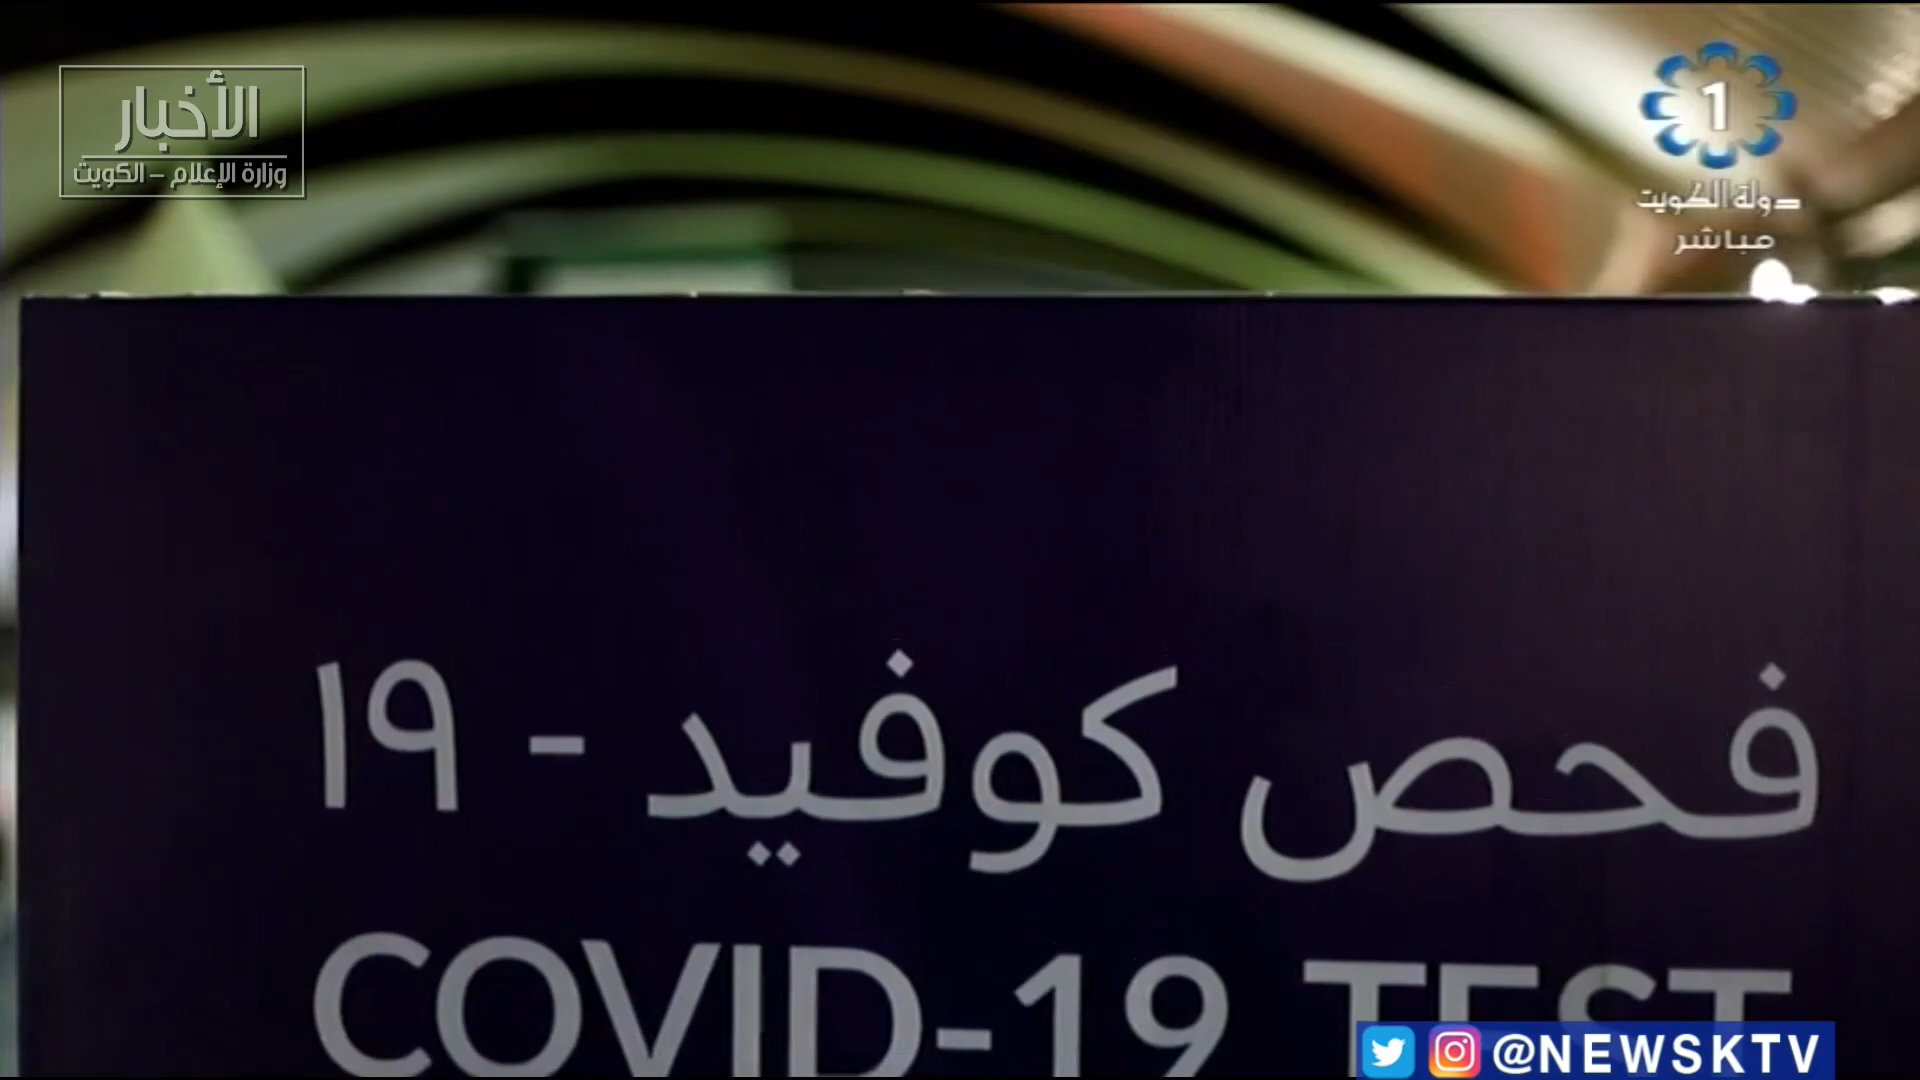 الأخبار
وزارة الإعلام – الكويت
1
دولة الكويت
مباشر
فحص كوفيد - ١٩
COVID-19 TEST
@NEWSKTV